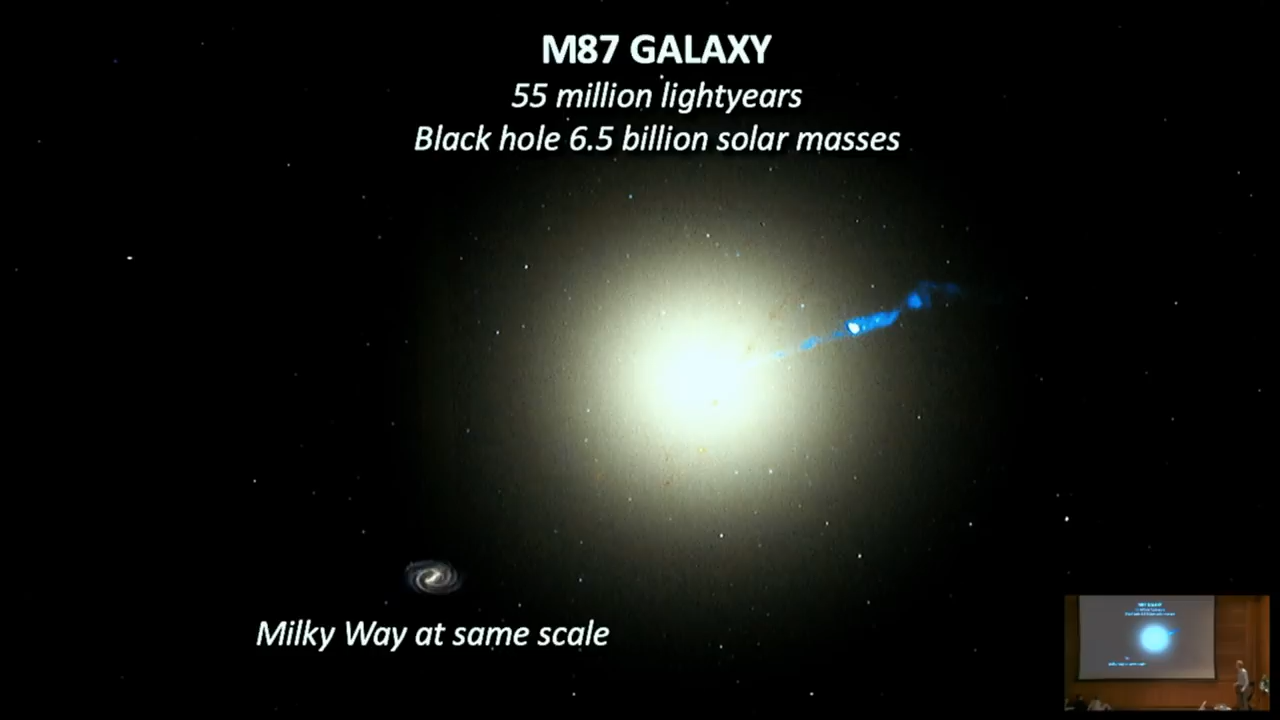 M87 GALAXY
55 million lightyears
Black hole 6.5 billion solar masses
Milky Way at same scale